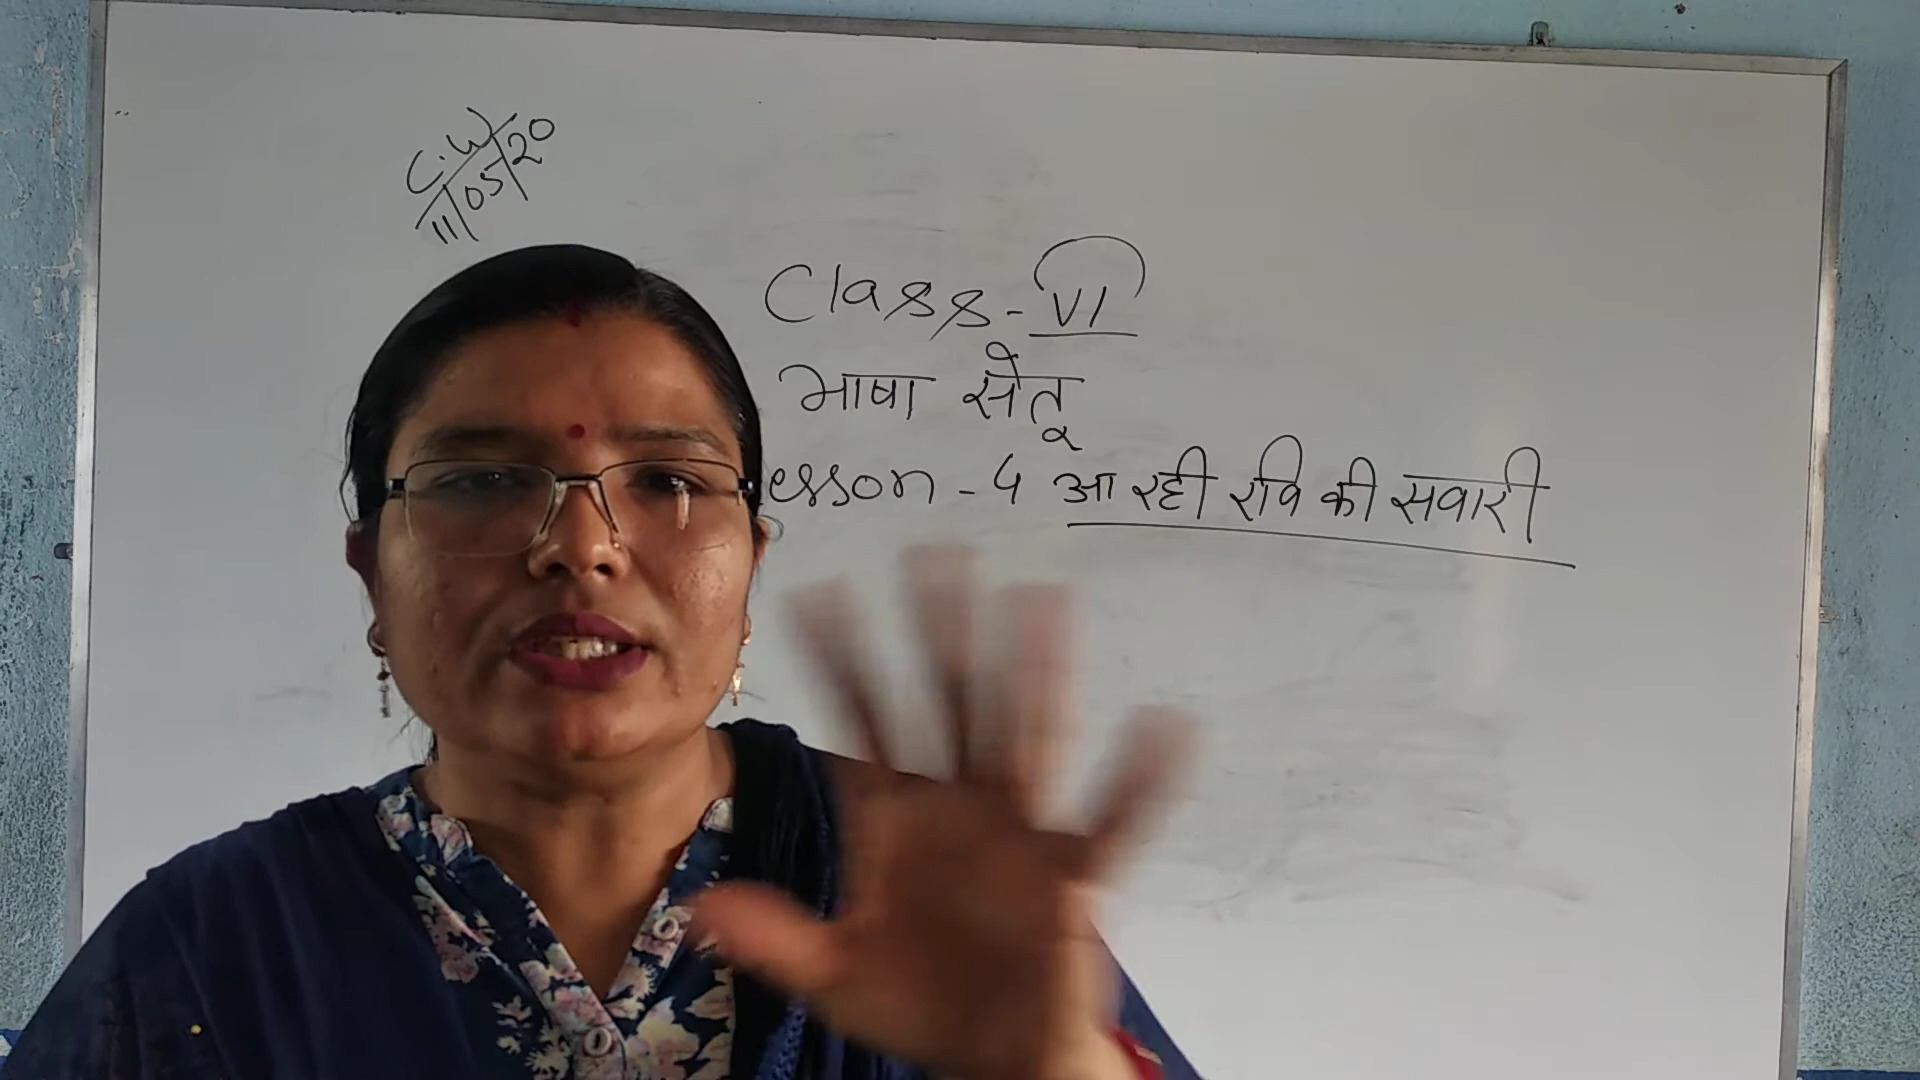 C.W
11/05/20
Class - VI
भाषा सेतू
esson - 4 आ रही रवि की सवारी